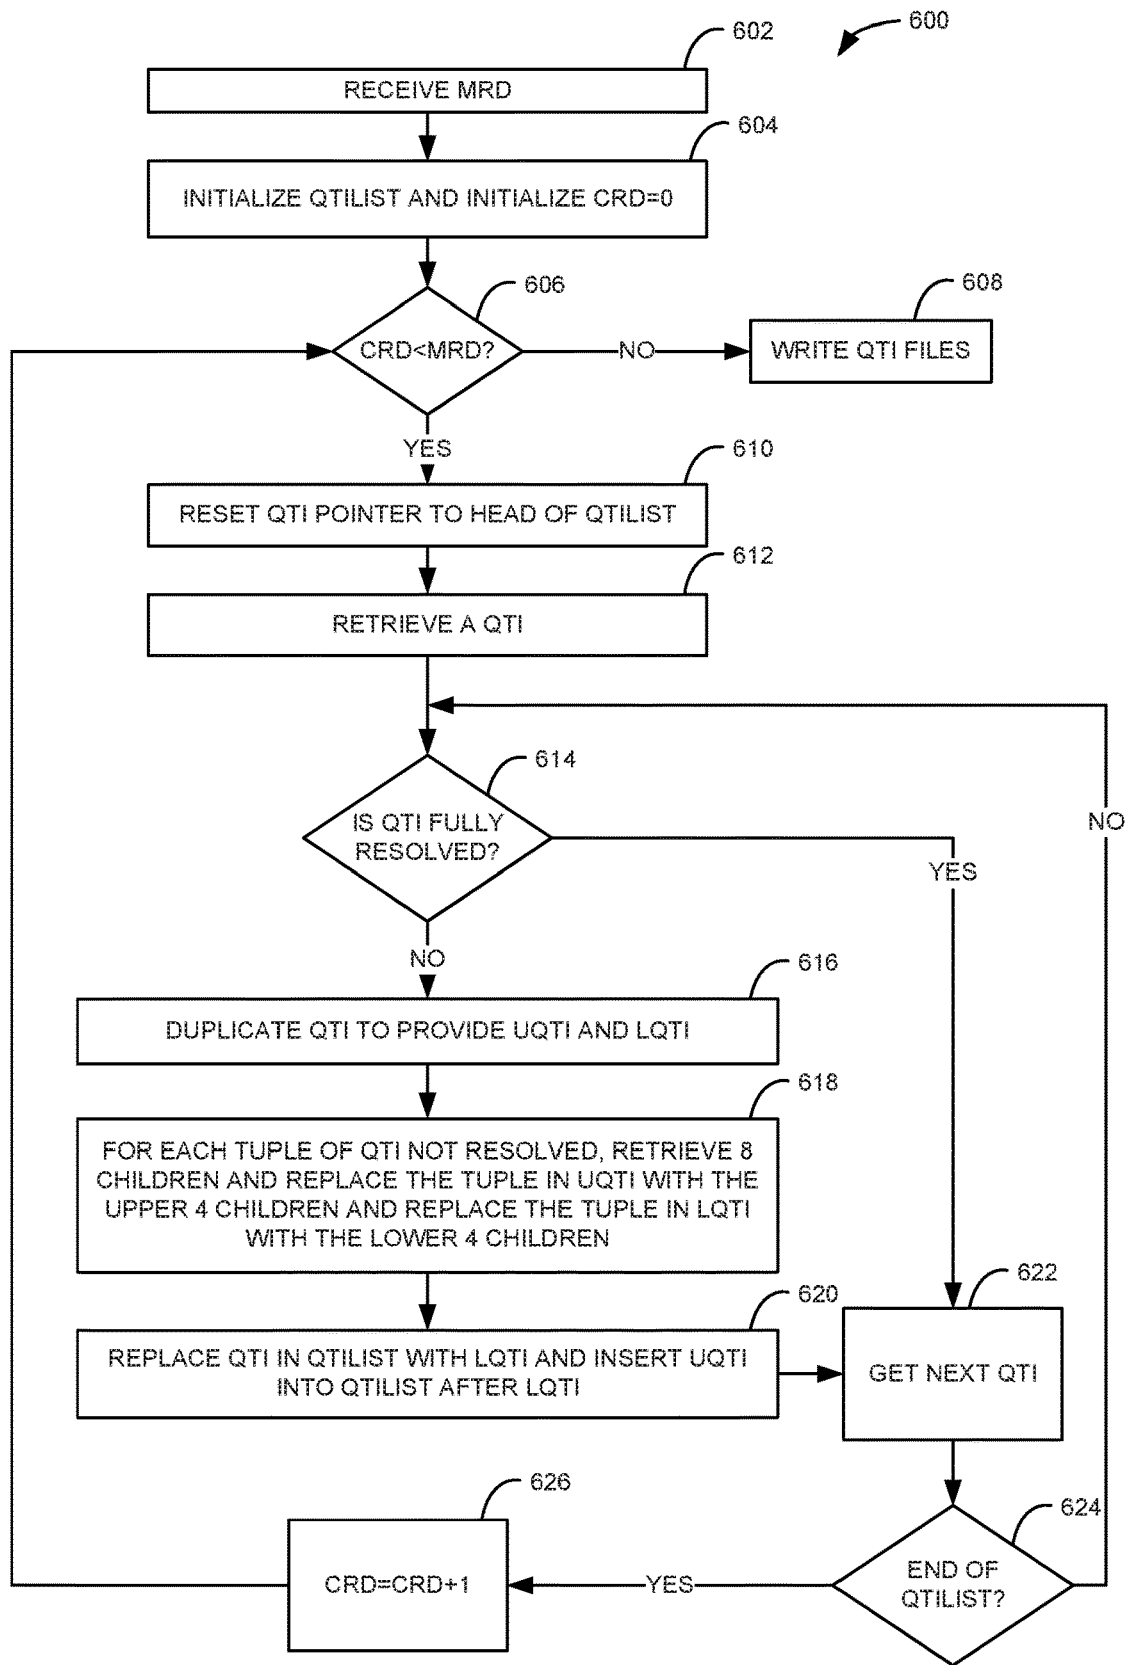 600
602
RECEIVE MRD
604
INITIALIZE QTILIST AND INITIALIZE CRD=0
606
CRD<MRD?
NO
608
WRITE QTI FILES
YES
610
RESET QTI POINTER TO HEAD OF QTILIST
612
RETRIEVE A QTI
614
IS QTI FULLY
RESOLVED?
YES
NO
NO
616
DUPLICATE QTI TO PROVIDE UQTI AND LQTI
618
FOR EACH TUPLE OF QTI NOT RESOLVED, RETRIEVE 8
CHILDREN AND REPLACE THE TUPLE IN UQTI WITH THE
UPPER 4 CHILDREN AND REPLACE THE TUPLE IN LQTI
WITH THE LOWER 4 CHILDREN
620
REPLACE QTI IN QTILIST WITH LQTI AND INSERT UQTI
INTO QTILIST AFTER LQTI
622
GET NEXT QTI
624
END OF
QTILIST?
YES
626
CRD=CRD+1